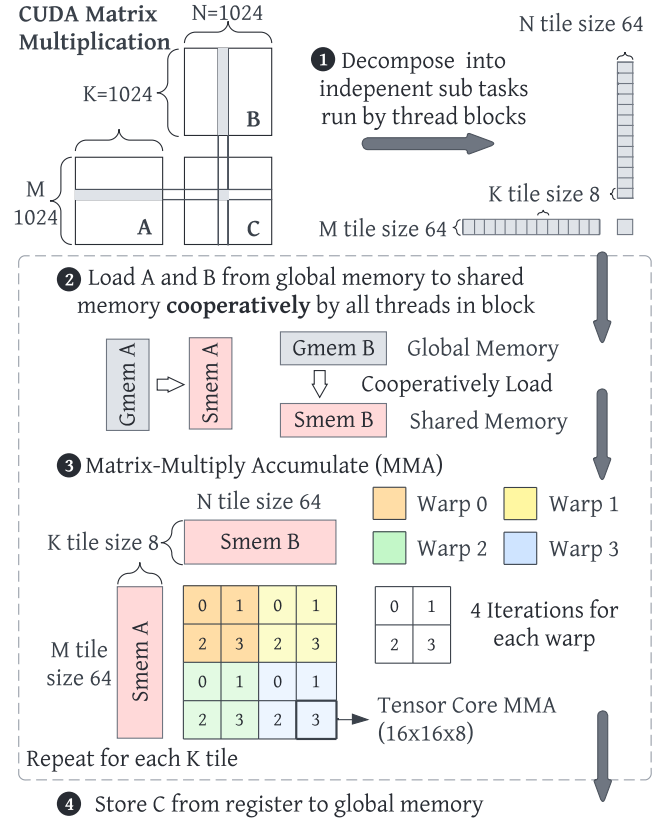 CUDA Matrix
Multiplication
N=1024
K=1024
B
M
1024
A
C
1 Decompose into
indepenent sub tasks
run by thread blocks
N tile size 64
K tile size 8
M tile size 64
2 Load A and B from global memory to shared
memory cooperatively by all threads in block
Gmem A
Smem A
Gmem B
Global Memory
Cooperatively Load
Smem B
Shared Memory
3 Matrix-Multiply Accumulate (MMA)
N tile size 64
K tile size 8
Smem B
Warp 0
Warp 1
Warp 2
Warp 3
Smem A
M tile
size 64
0 1 0 1
2 3 2 3
0 1 0 1
2 3 2 3
0 1
2 3
4 Iterations for
each warp
Tensor Core MMA
(16x16x8)
Repeat for each K tile
4 Store C from register to global memory